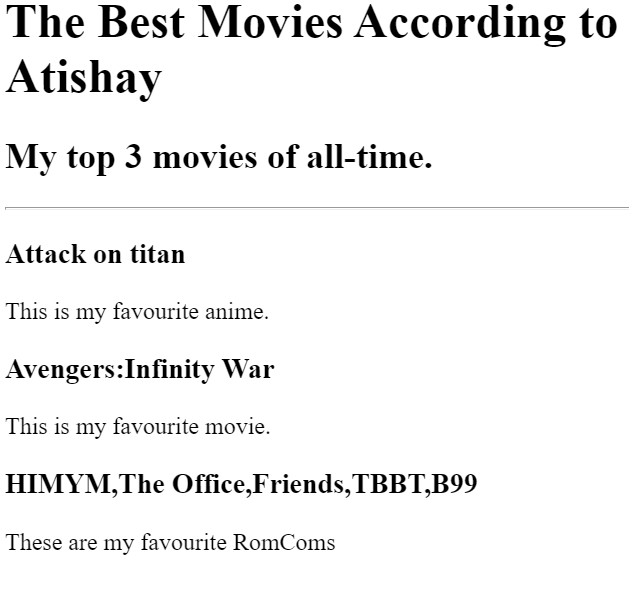 The Best Movies According to
Atishay
My top 3 movies of all-time.
Attack on titan
This is my favourite anime.
Avengers:Infinity War
This is my favourite movie.
HIMYM,The Office,Friends,TBBT,B99
These are my favourite RomComs